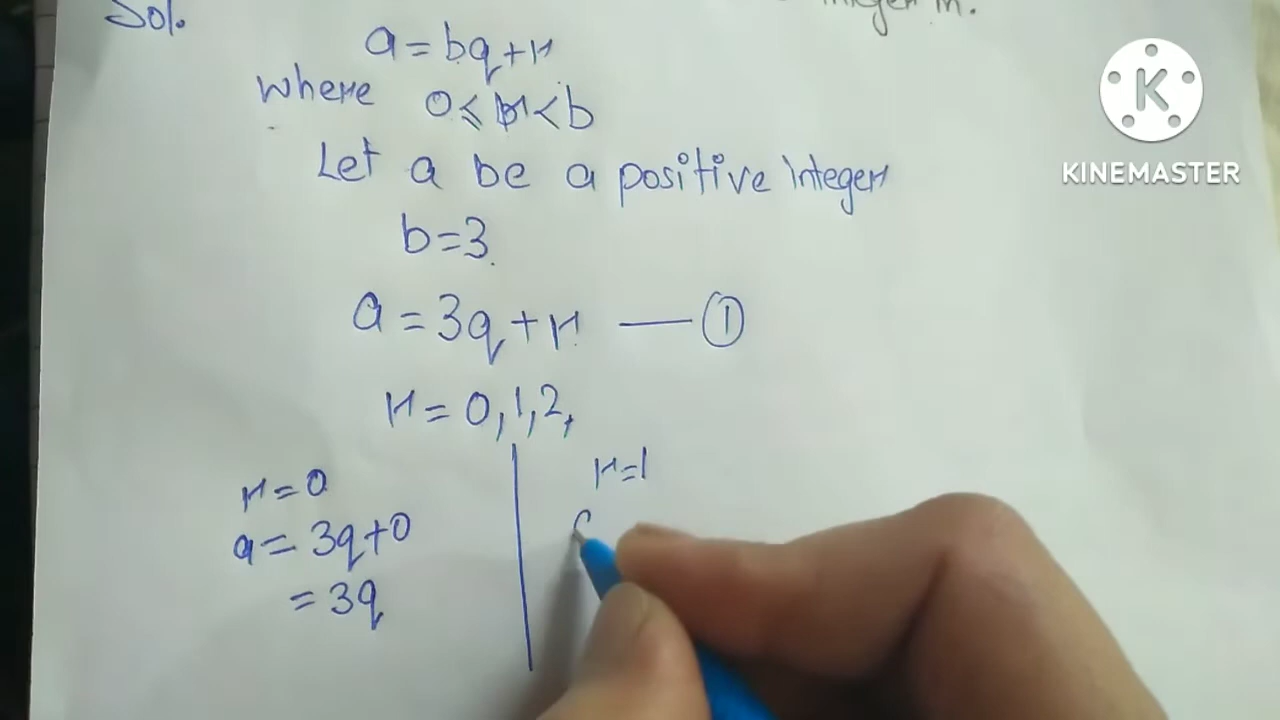 Sol.
integer m.
a = bq + r
where 0 ≤ r < b
Let a be a positive integer
b = 3.
a = 3q + r — ①
r = 0, 1, 2,
r = 0
a = 3q + 0
= 3q
r = 1
K
KINEMASTER